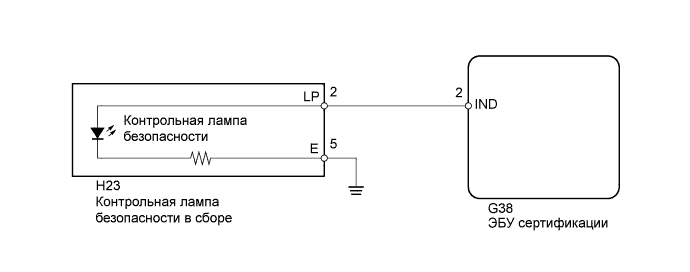 LP
2
2
IND
Контрольная лампа
безопасности
E
5
H23
Контрольная лампа
безопасности в сборе
G38
ЭБУ сертификации